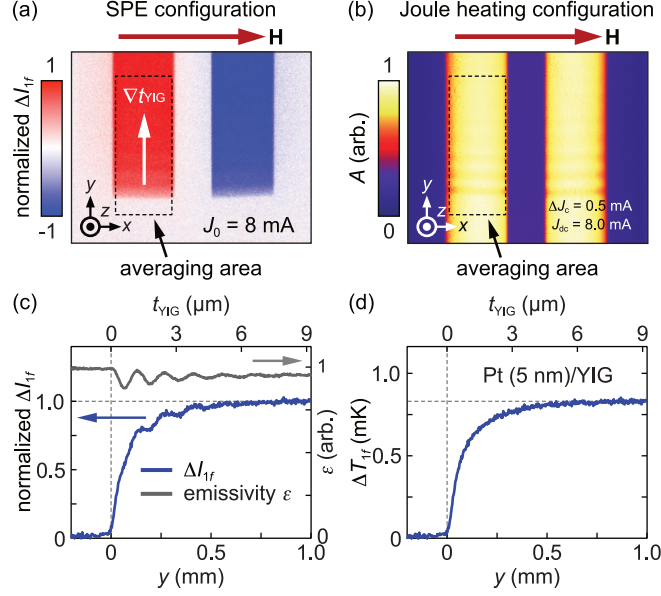 (a) SPE configuration
H
1
normalized ΔI1f
-1
∇tYIG
y
z
x
J0 = 8 mA
averaging area
(b) Joule heating configuration
H
1
A (arb.)
0
y
z
x
ΔJc = 0.5 mA
Jdc = 8.0 mA
averaging area
(c)
tYIG (μm)
0 3 6 9
normalized ΔI1f
1.0
0.5
0
1
ε (arb.)
0
ΔI1f
emissivity ε
0 0.5 1.0
y (mm)
(d)
tYIG (μm)
0 3 6 9
Pt (5 nm)/YIG
ΔT1f (mK)
1.0
0.5
0
0 0.5 1.0
y (mm)